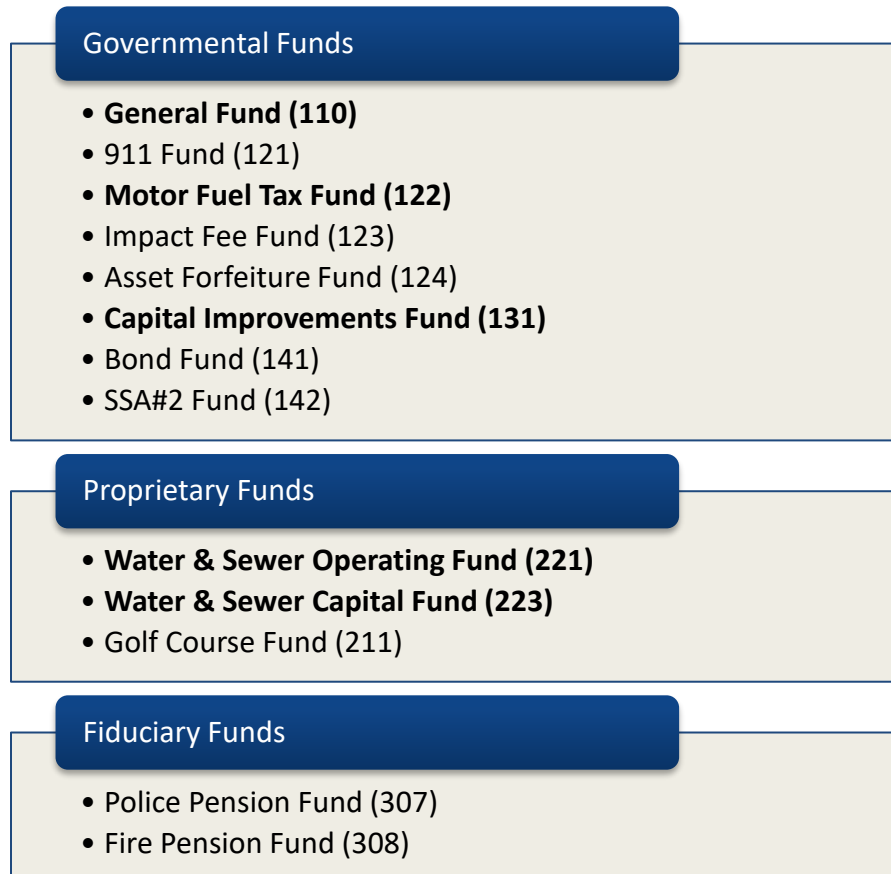 Governmental Funds
• General Fund (110)
• 911 Fund (121)
• Motor Fuel Tax Fund (122)
• Impact Fee Fund (123)
• Asset Forfeiture Fund (124)
• Capital Improvements Fund (131)
• Bond Fund (141)
• SSA#2 Fund (142)
Proprietary Funds
• Water & Sewer Operating Fund (221)
• Water & Sewer Capital Fund (223)
• Golf Course Fund (211)
Fiduciary Funds
• Police Pension Fund (307)
• Fire Pension Fund (308)